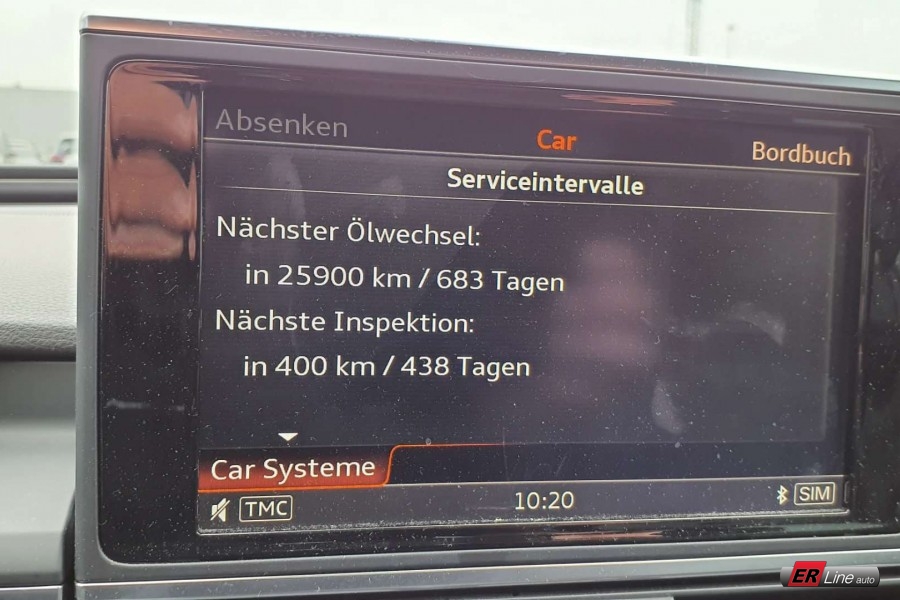 Absenken
Car
Bordbuch
Serviceintervalle
Nächster Ölwechsel:
in 25900 km / 683 Tagen
Nächste Inspektion:
in 400 km / 438 Tagen
Car Systeme
TMC
10:20
SIM
ER Line auto